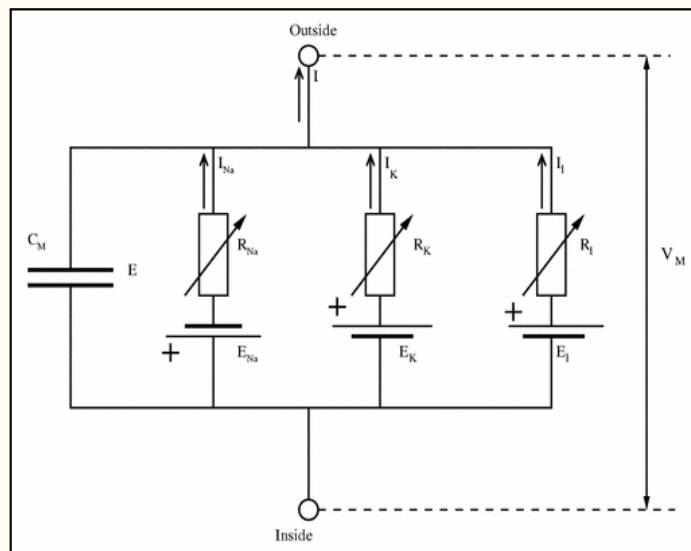 Outside
I
I_Na
I_K
I_l
C_M
E
R_Na
R_K
R_l
V_M
+
+
+
E_Na
E_K
E_l
Inside